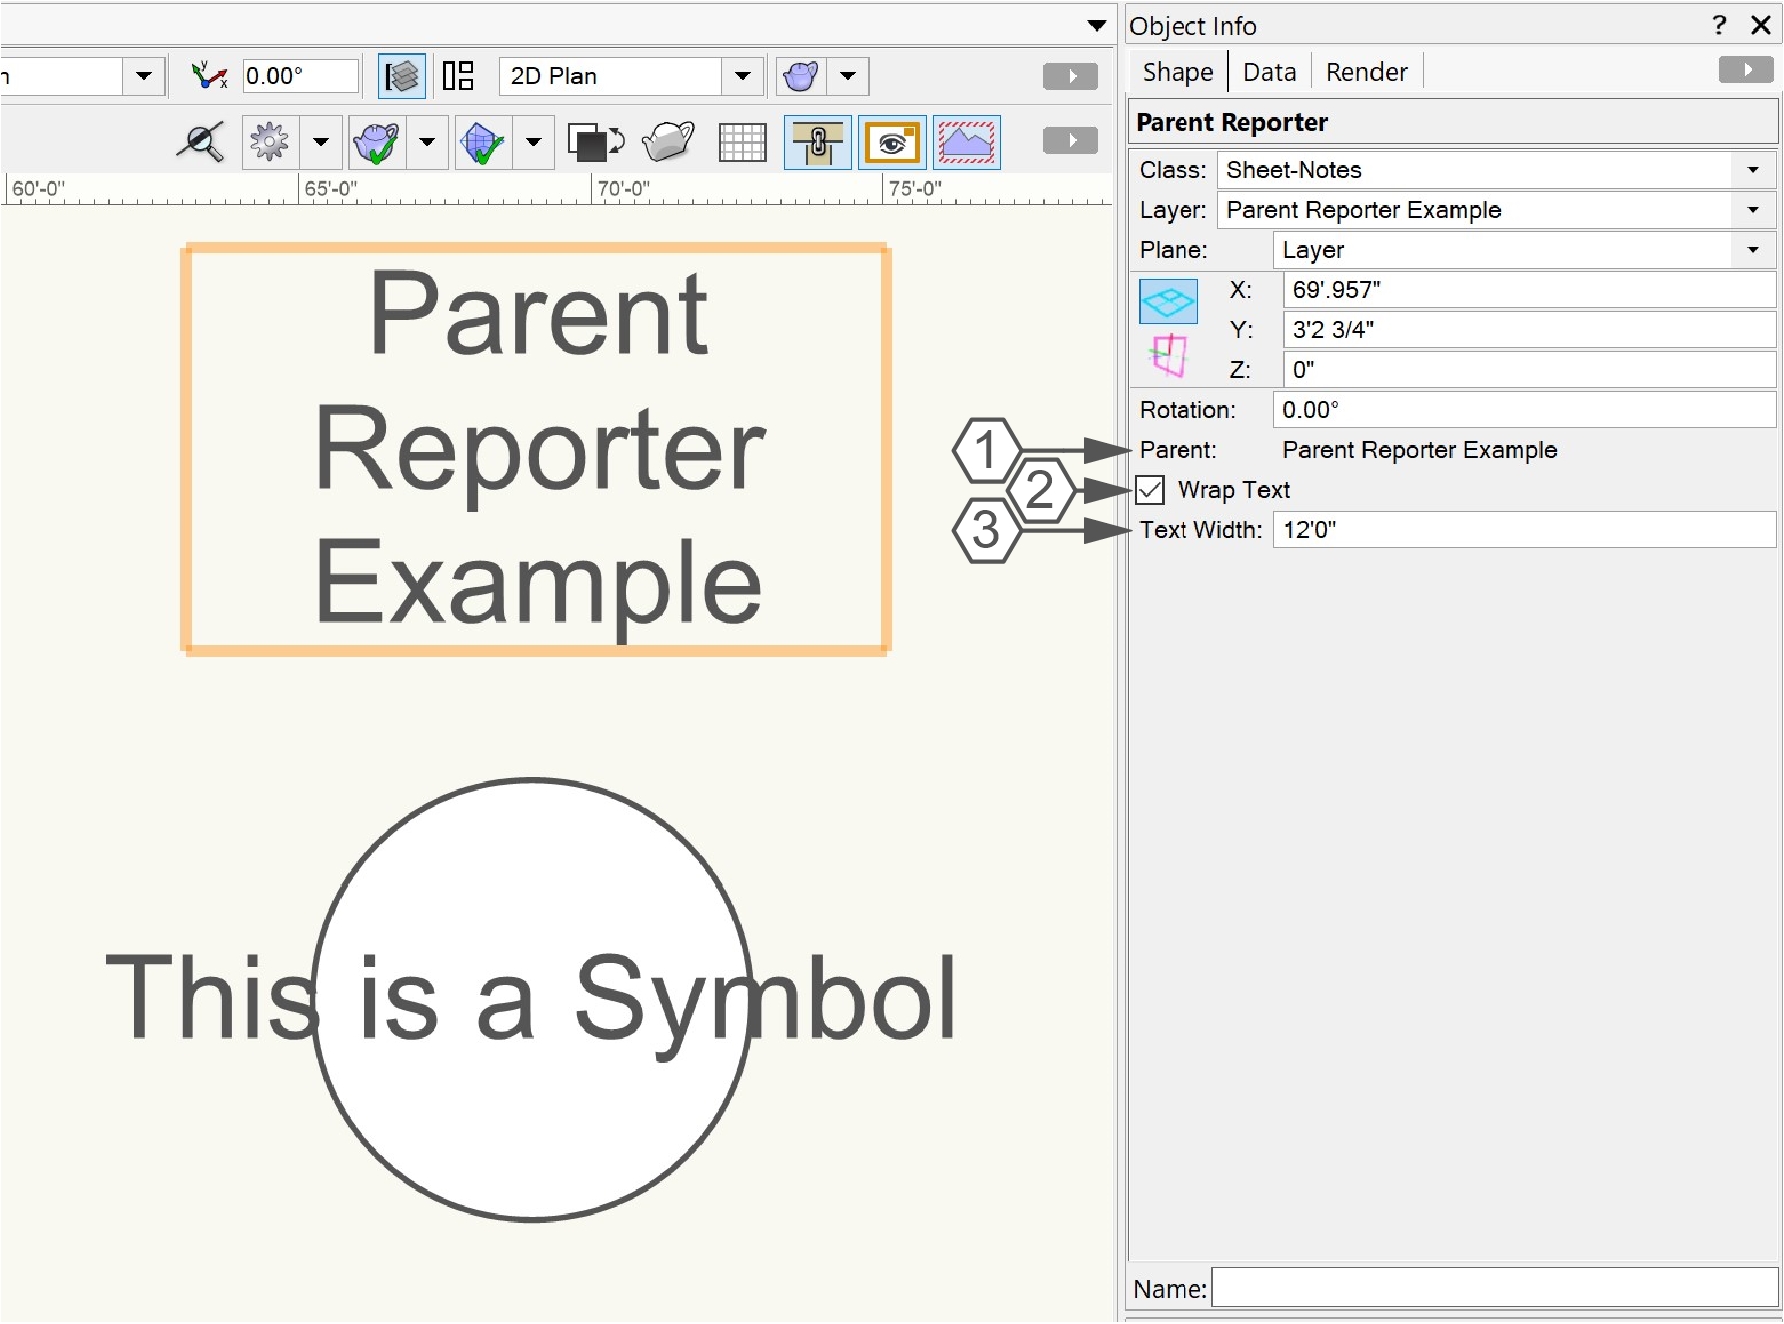 Object Info ? X
n 0.00° 2D Plan
Shape Data Render
Parent Reporter
Class: Sheet-Notes
60'-0" 65'-0" 70'-0" 75'-0"
Layer: Parent Reporter Example
Plane: Layer
X: 69'.957"
Y: 3'2 3/4"
Z: 0"
Rotation: 0.00°
1 Parent: Parent Reporter Example
2 Wrap Text
3 Text Width: 12'0"
Parent
Reporter
Example
This is a Symbol
Name: